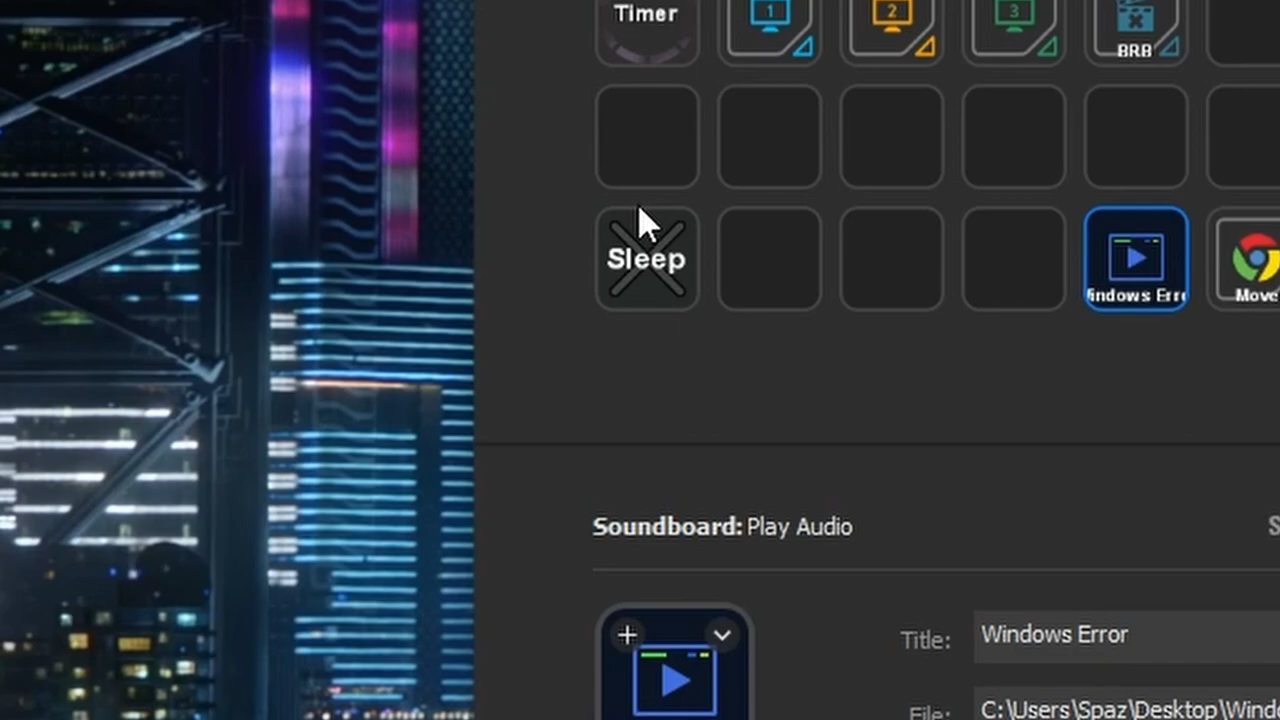 Timer
1
2
3
BRB
Sleep
indows Erro
Move
Soundboard: Play Audio
S
Title:
Windows Error
File:
C:\Users\Spaz\Desktop\Windo